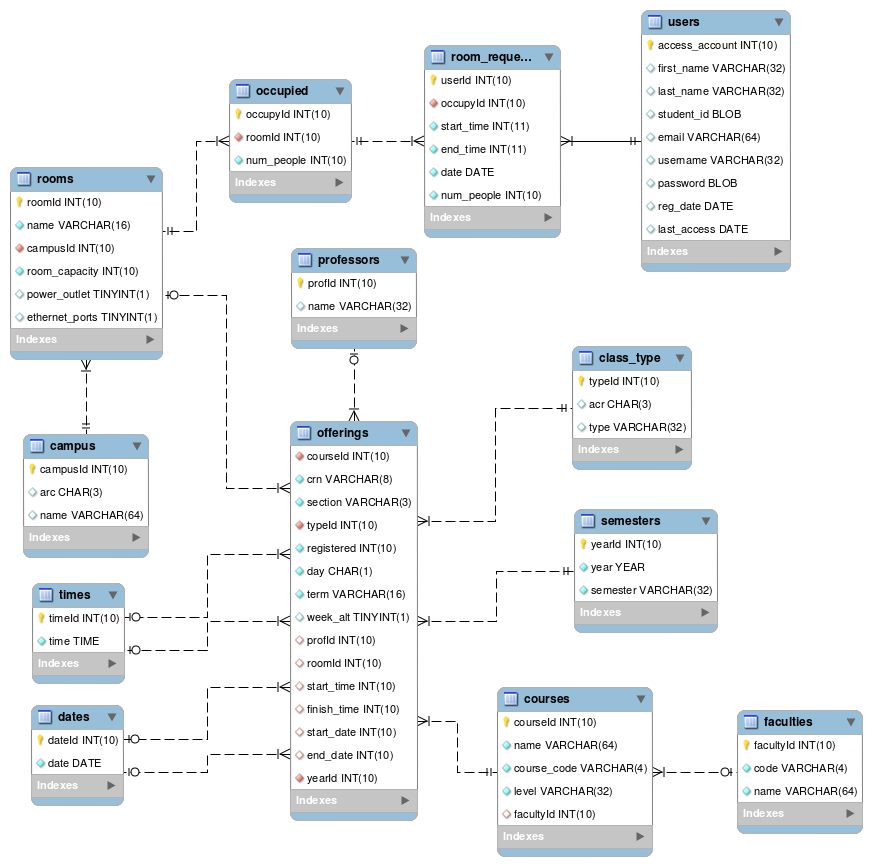 users
access_account INT(10)
first_name VARCHAR(32)
last_name VARCHAR(32)
student_id BLOB
email VARCHAR(64)
username VARCHAR(32)
password BLOB
reg_date DATE
last_access DATE
Indexes
room_reque...
userId INT(10)
occupyId INT(10)
start_time INT(11)
end_time INT(11)
date DATE
num_people INT(10)
Indexes
occupied
occupyId INT(10)
roomId INT(10)
num_people INT(10)
Indexes
rooms
roomId INT(10)
name VARCHAR(16)
campusId INT(10)
room_capacity INT(10)
power_outlet TINYINT(1)
ethernet_ports TINYINT(1)
Indexes
professors
profId INT(10)
name VARCHAR(32)
Indexes
class_type
typeId INT(10)
acr CHAR(3)
type VARCHAR(32)
Indexes
campus
campusId INT(10)
arc CHAR(3)
name VARCHAR(64)
Indexes
offerings
courseId INT(10)
crn VARCHAR(8)
section VARCHAR(3)
typeId INT(10)
registered INT(10)
day CHAR(1)
term VARCHAR(16)
week_alt TINYINT(1)
profId INT(10)
roomId INT(10)
start_time INT(10)
finish_time INT(10)
start_date INT(10)
end_date INT(10)
yearId INT(10)
Indexes
semesters
yearId INT(10)
year YEAR
semester VARCHAR(32)
Indexes
times
timeId INT(10)
time TIME
Indexes
dates
dateId INT(10)
date DATE
Indexes
courses
courseId INT(10)
name VARCHAR(64)
course_code VARCHAR(4)
level VARCHAR(32)
facultyId INT(10)
Indexes
faculties
facultyId INT(10)
code VARCHAR(4)
name VARCHAR(64)
Indexes